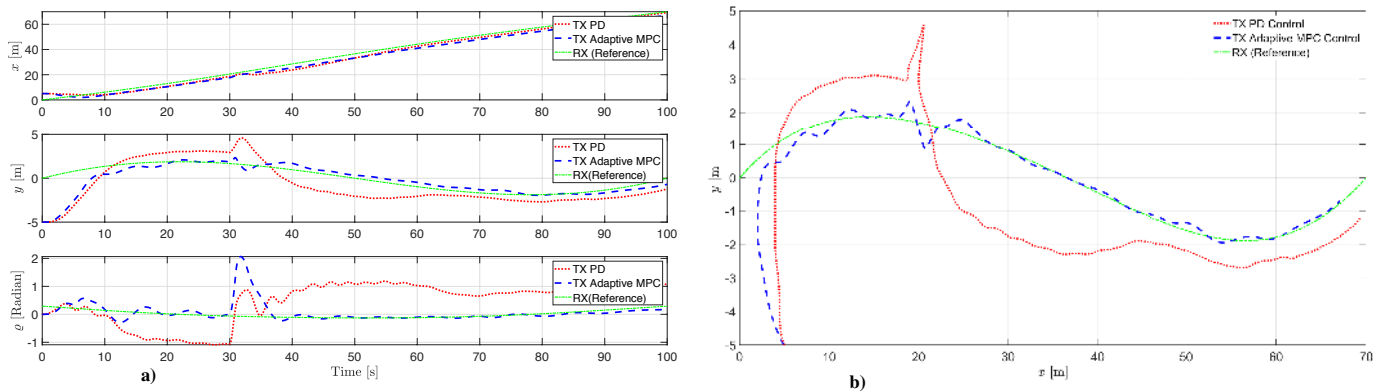 70
60
40
20
0
x [m]
TX PD
TX Adaptive MPC
RX (Reference)
0 10 20 30 40 50 60 70 80 90 100
5
0
-5
y [m]
TX PD
TX Adaptive MPC
RX (Reference)
0 10 20 30 40 50 60 70 80 90 100
2
1
0
-1
ϱ [Radian]
TX PD
TX Adaptive MPC
RX(Reference)
0 10 20 30 40 50 60 70 80 90 100
Time [s]
a)
5
4
3
2
1
0
-1
-2
-3
-4
-5
y [m
TX PD Control
TX Adaptive MPC Control
RX (Reference)
0 10 20 30 40 50 60 70
x [m]
b)